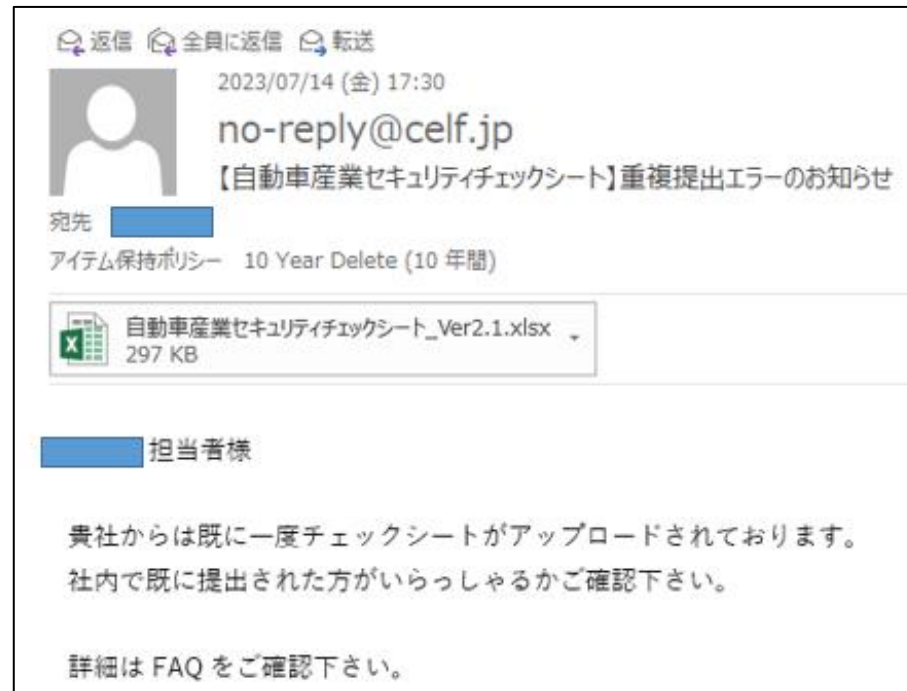 返信 全員に返信 転送
2023/07/14 (金) 17:30
no-reply@celf.jp
【自動車産業セキュリティチェックシート】重複提出エラーのお知らせ
宛先
アイテム保持ポリシー 10 Year Delete (10 年間)
自動車産業セキュリティチェックシート_Ver2.1.xlsx
297 KB
担当者様
貴社からは既に一度チェックシートがアップロードされております。
社内で既に提出された方がいらっしゃるかご確認下さい。
詳細は FAQ をご確認下さい。